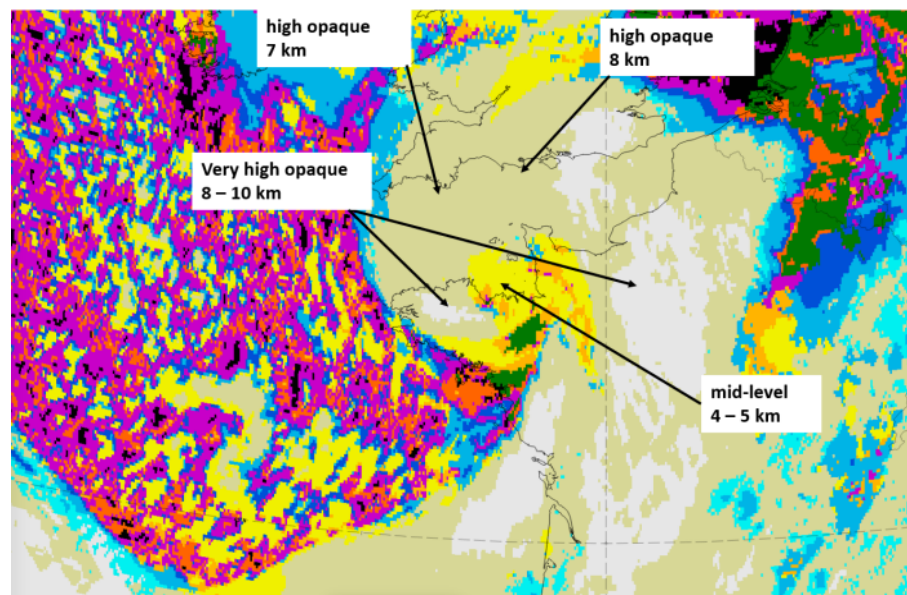 high opaque
7 km
high opaque
8 km
Very high opaque
8 – 10 km
mid-level
4 – 5 km